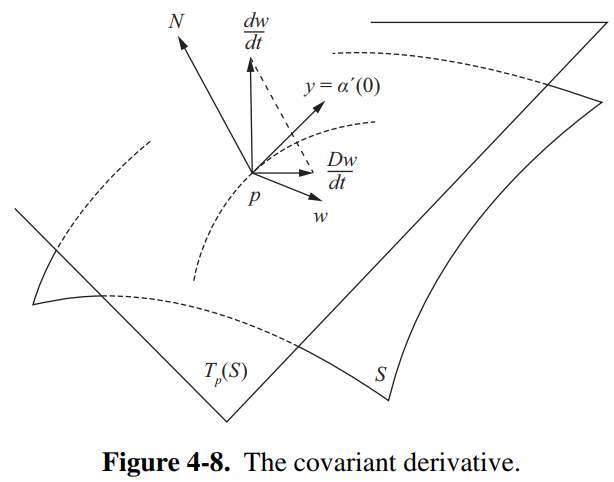 N
dw
dt
y = α′(0)
Dw
dt
p
w
T_p(S)
S
Figure 4-8. The covariant derivative.